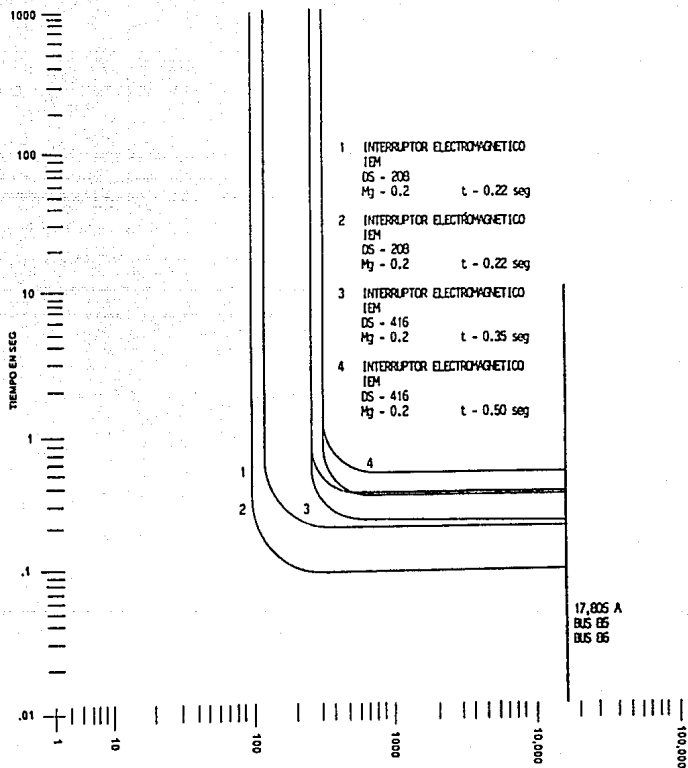 1000
100
10
1
.1
.01
TIEMPO EN SEG
1 INTERRUPTOR ELECTROMAGNETICO
IEM
DS - 208
Mg - 0.2 t - 0.22 seg
2 INTERRUPTOR ELECTROMAGNETICO
IEM
DS - 208
Mg - 0.2 t - 0.22 seg
3 INTERRUPTOR ELECTROMAGNETICO
IEM
DS - 416
Mg - 0.2 t - 0.35 seg
4 INTERRUPTOR ELECTROMAGNETICO
IEM
DS - 416
Mg - 0.2 t - 0.50 seg
4
1
2
3
17,805 A
BUS B5
BUS B6
1
10
100
1000
10,000
100,000